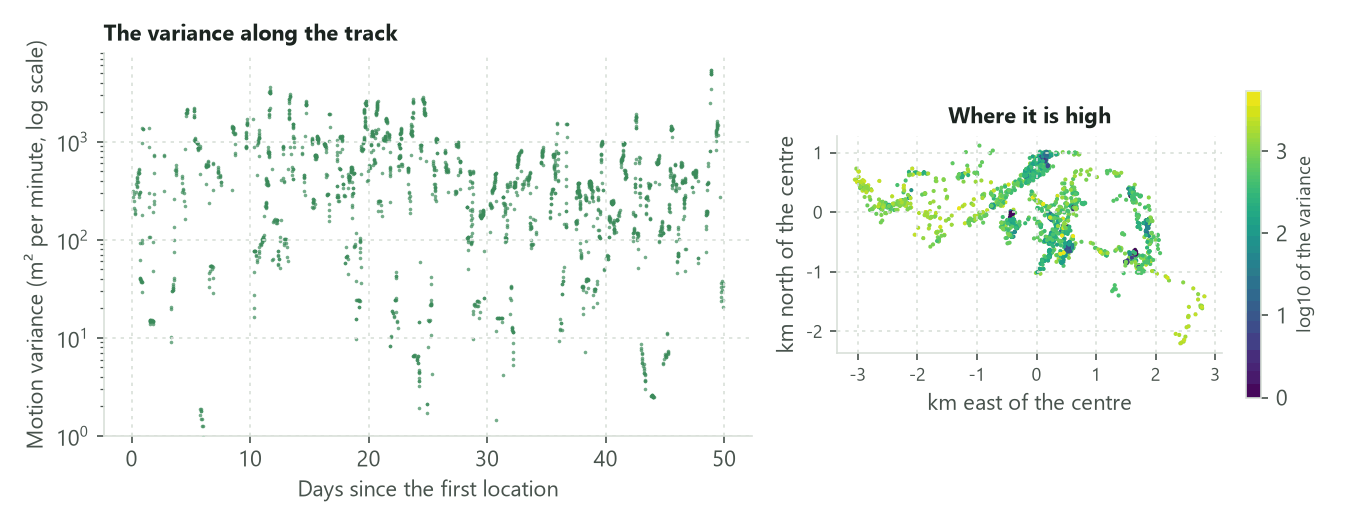 The variance along the track
Motion variance (m² per minute, log scale)
10³
10²
10¹
10⁰
0 10 20 30 40 50
Days since the first location
Where it is high
km north of the centre
1
0
-1
-2
-3 -2 -1 0 1 2 3
km east of the centre
3
2
1
0
log10 of the variance